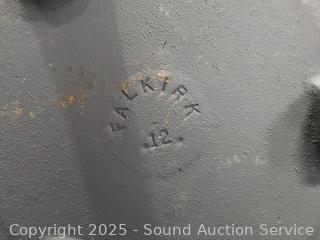 FALKIRK
.12.
Copyright 2025 - Sound Auction Service